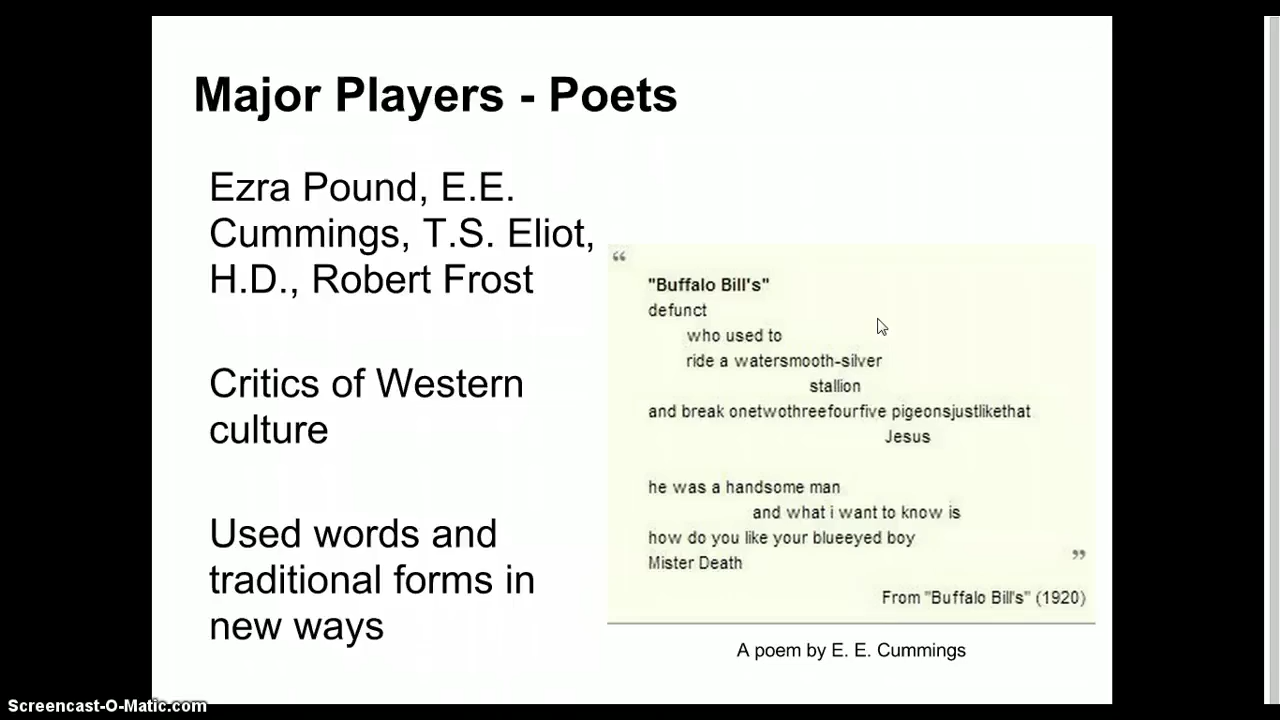 Major Players - Poets
Ezra Pound, E.E.
Cummings, T.S. Eliot,
H.D., Robert Frost
Critics of Western
culture
Used words and
traditional forms in
new ways
“
"Buffalo Bill's"
defunct
who used to
ride a watersmooth-silver
stallion
and break onetwothreefourfive pigeonsjustlikethat
Jesus
he was a handsome man
and what i want to know is
how do you like your blueeyed boy
Mister Death
”
From "Buffalo Bill's" (1920)
A poem by E. E. Cummings
Screencast-O-Matic.com